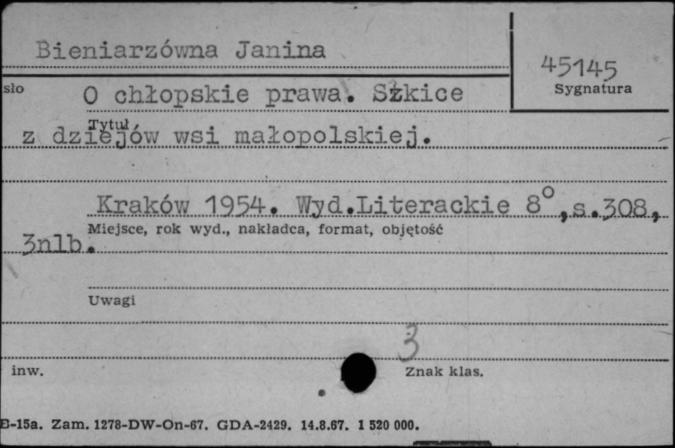 Bieniarzówna Janina
45145
Sygnatura
sło
O chłopskie prawa. Szkice
Tytuł
z dziejów wsi małopolskiej.
Kraków 1954. Wyd.Literackie 8°,s.308,
Miejsce, rok wyd., nakładca, format, objętość
3nlb.
Uwagi
3
inw.
Znak klas.
E-15a. Zam. 1278-DW-On-67. GDA-2429. 14.8.67. 1 520 000.